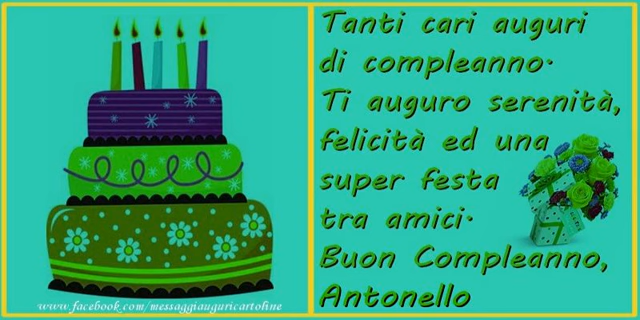 Tanti cari auguri
di compleanno.
Ti auguro serenità,
felicità ed una
super festa
tra amici.
Buon Compleanno,
Antonello
www.facebook.com/messaggiauguricartoline